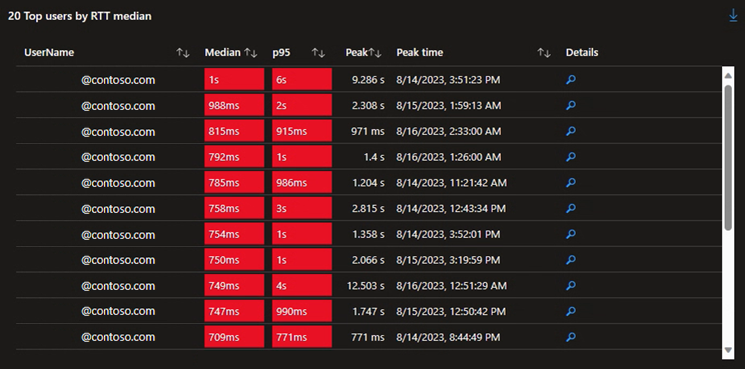 20 Top users by RTT median
UserName Median p95 Peak Peak time Details
@contoso.com 1s 6s 9.286 s 8/14/2023, 3:51:23 PM
@contoso.com 988ms 2s 2.308 s 8/15/2023, 1:59:13 AM
@contoso.com 815ms 915ms 971 ms 8/16/2023, 2:33:00 AM
@contoso.com 792ms 1s 1.4 s 8/16/2023, 1:26:00 AM
@contoso.com 785ms 986ms 1.204 s 8/14/2023, 11:21:42 AM
@contoso.com 758ms 3s 2.815 s 8/14/2023, 12:43:34 PM
@contoso.com 754ms 1s 1.358 s 8/14/2023, 3:52:01 PM
@contoso.com 750ms 1s 2.066 s 8/15/2023, 3:19:59 PM
@contoso.com 749ms 4s 12.503 s 8/16/2023, 12:51:29 AM
@contoso.com 747ms 990ms 1.747 s 8/15/2023, 12:50:42 PM
@contoso.com 709ms 771ms 771 ms 8/14/2023, 8:44:49 PM